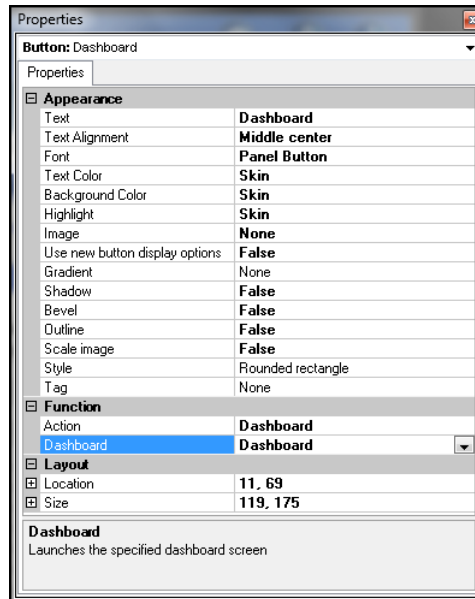 Properties
Button: Dashboard
Properties
Appearance
Text Dashboard
Text Alignment Middle center
Font Panel Button
Text Color Skin
Background Color Skin
Highlight Skin
Image None
Use new button display options False
Gradient None
Shadow False
Bevel False
Outline False
Scale image False
Style Rounded rectangle
Tag None
Function
Action Dashboard
Dashboard Dashboard
Layout
Location 11, 69
Size 119, 175
Dashboard
Launches the specified dashboard screen